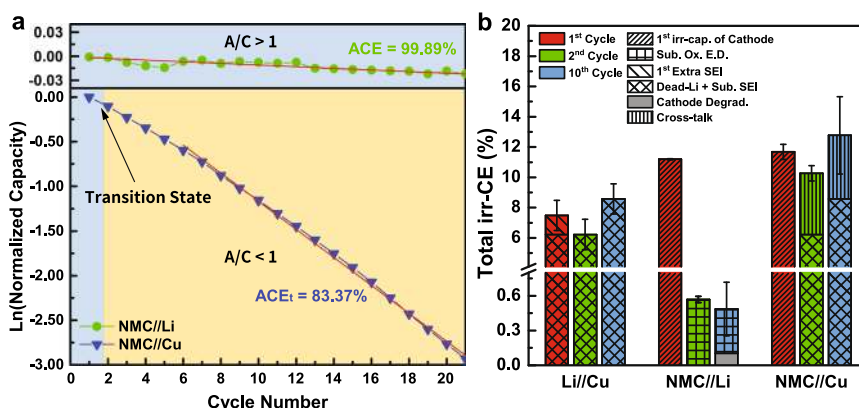 a
A/C > 1
ACE = 99.89%
0.03
0.00
-0.03
0.00
-0.50
-1.00
-1.50
-2.00
-2.50
-3.00
Ln(Normalized Capacity)
Transition State
A/C < 1
ACEt = 83.37%
NMC//Li
NMC//Cu
0 2 4 6 8 10 12 14 16 18 20
Cycle Number
b
20
18
16
14
12
10
8
6
0.6
0.3
0.0
Total irr-CE (%)
1st Cycle
2nd Cycle
10th Cycle
1st irr-cap. of Cathode
Sub. Ox. E.D.
1st Extra SEI
Dead-Li + Sub. SEI
Cathode Degrad.
Cross-talk
Li//Cu NMC//Li NMC//Cu